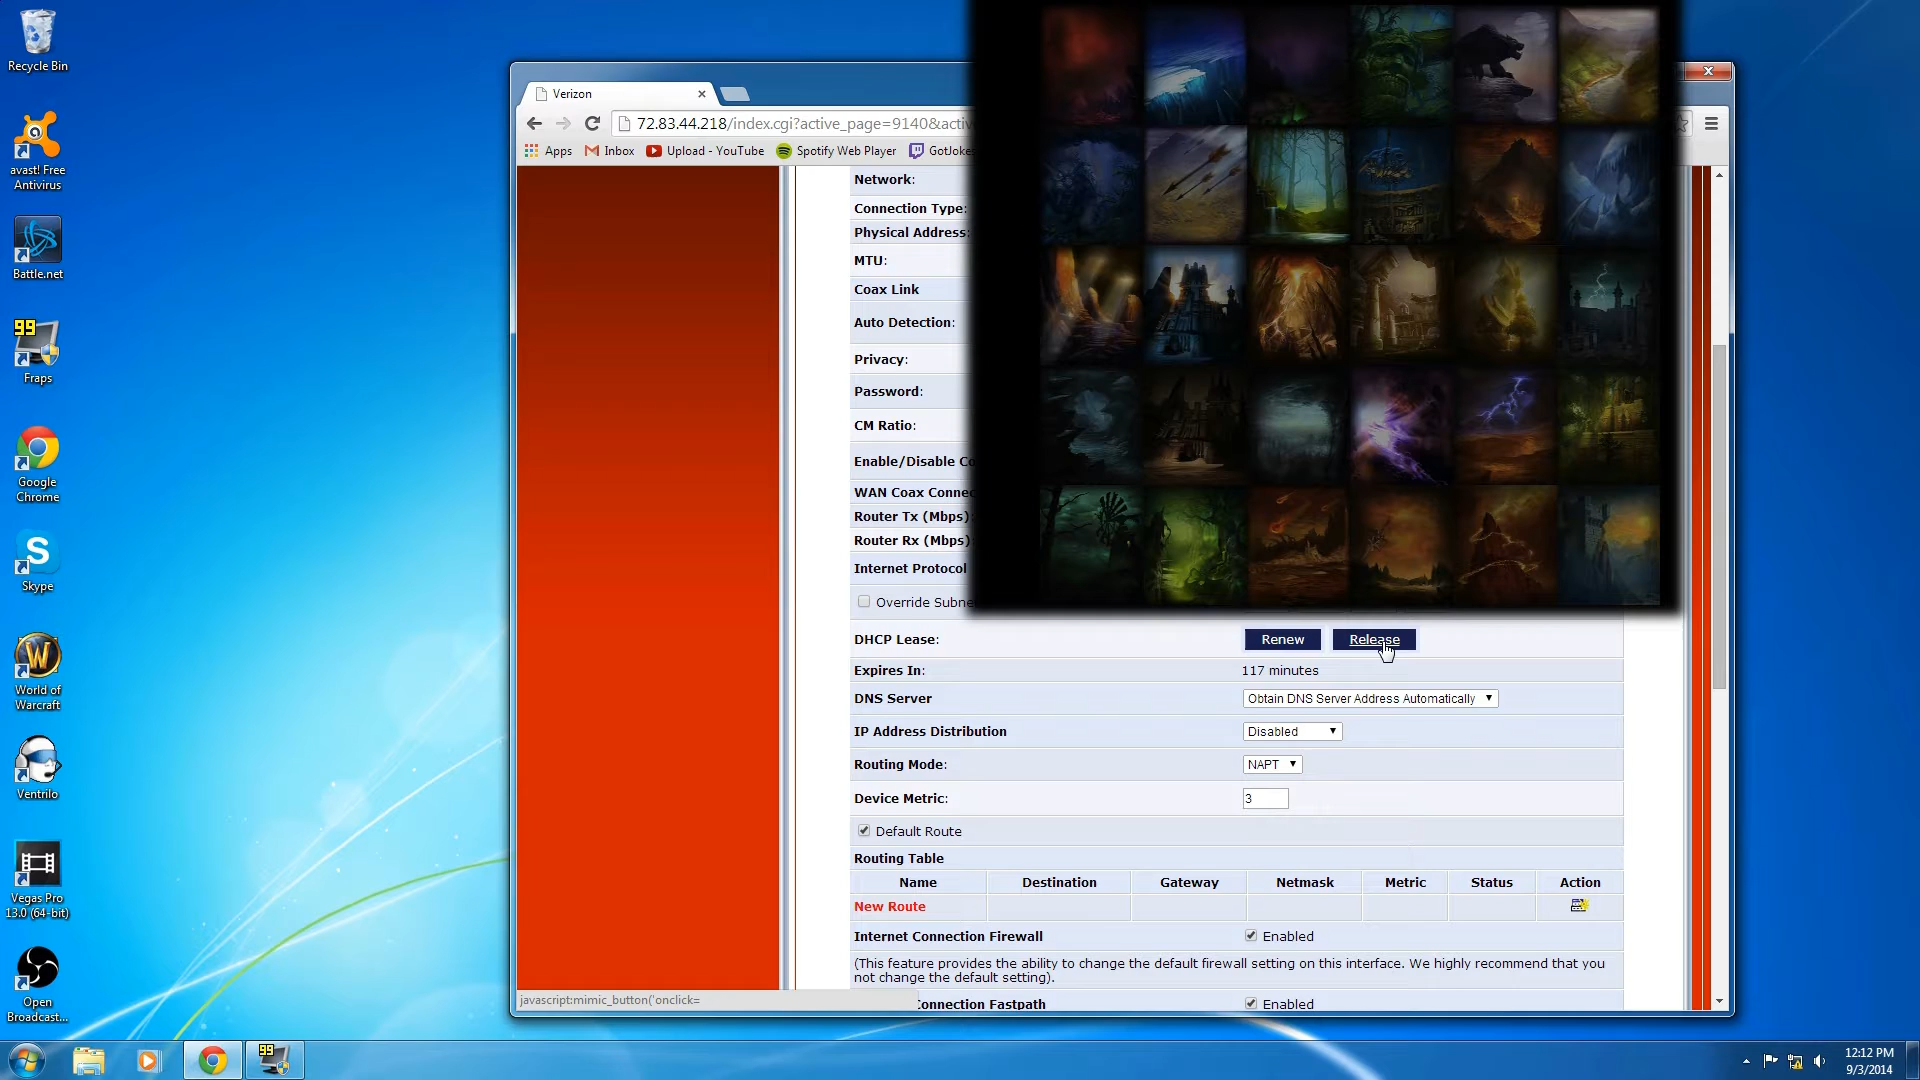 Recycle Bin
avast! Free
Antivirus
Battle.net
99
Fraps
Google
Chrome
Skype
World of
Warcraft
Ventrilo
Vegas Pro
13.0 (64-bit)
Open
Broadcast...
Verizon
72.83.44.218/index.cgi?active_page=9140&activ
Apps
Inbox
Upload - YouTube
Spotify Web Player
GotJokes
Network:
Connection Type:
Physical Address:
MTU:
Coax Link
Auto Detection:
Privacy:
Password:
CM Ratio:
Enable/Disable Co
WAN Coax Connec
Router Tx (Mbps):
Router Rx (Mbps):
Internet Protocol
Override Subne
DHCP Lease: Renew Release
Expires In: 117 minutes
DNS Server Obtain DNS Server Address Automatically
IP Address Distribution Disabled
Routing Mode: NAPT
Device Metric: 3
Default Route
Routing Table
Name Destination Gateway Netmask Metric Status Action
New Route
Internet Connection Firewall Enabled
(This feature provides the ability to change the default firewall setting on this interface. We highly recommend that you
not change the default setting).
Connection Fastpath Enabled
javascript:mimic_button('onclick=
99
12:12 PM
9/3/2014